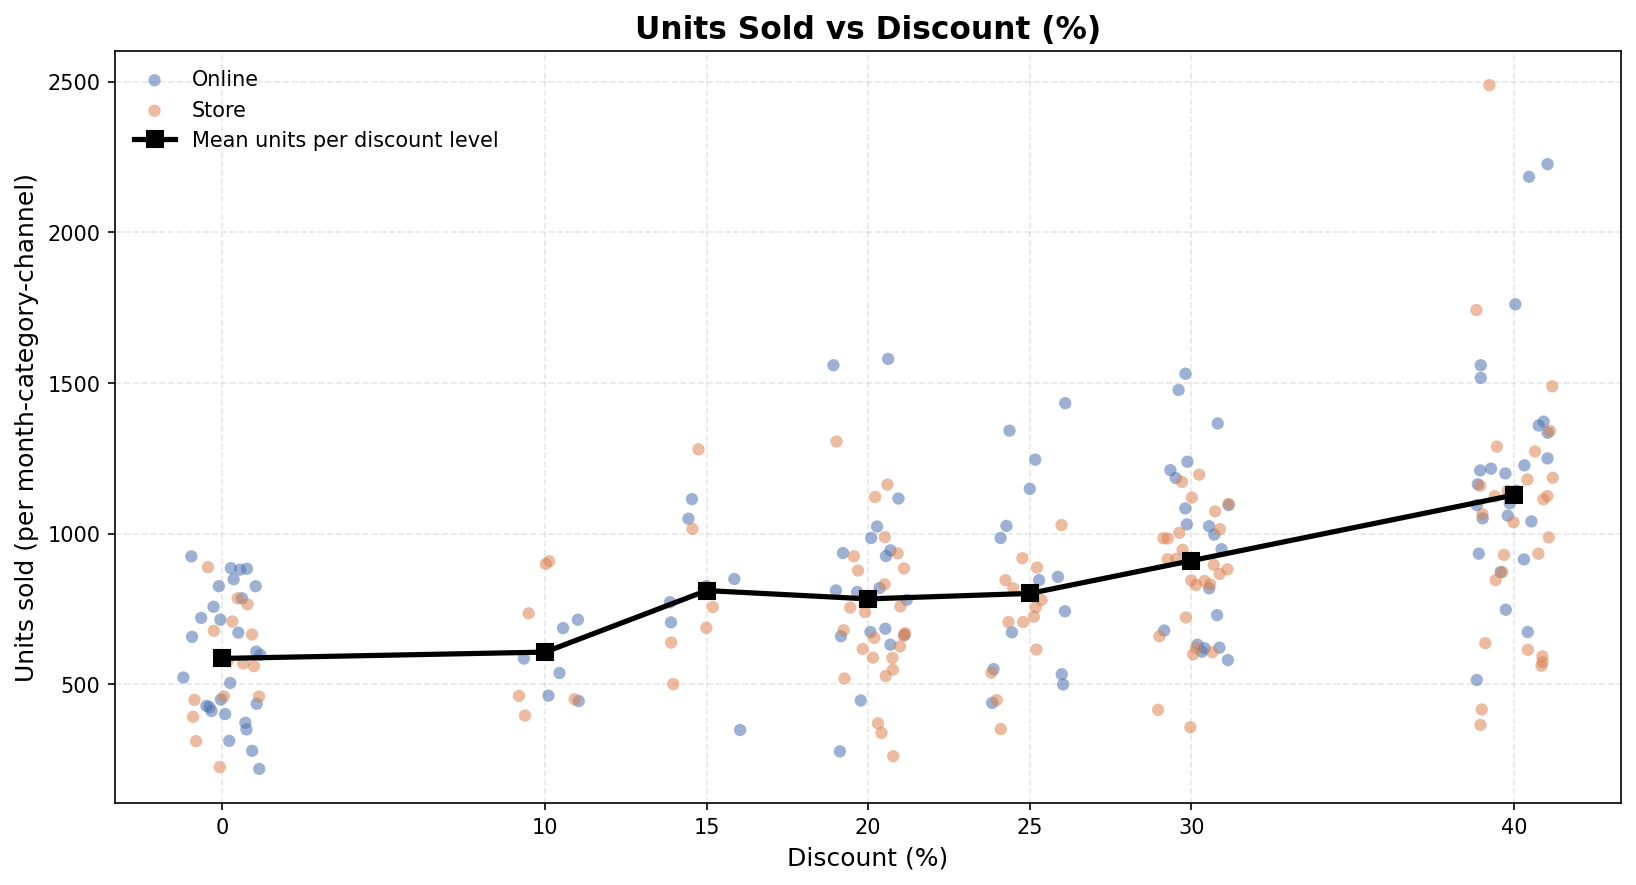 Units Sold vs Discount (%)
Online
Store
Mean units per discount level
2500
2000
1500
1000
500
Units sold (per month-category-channel)
0
10
15
20
25
30
40
Discount (%)